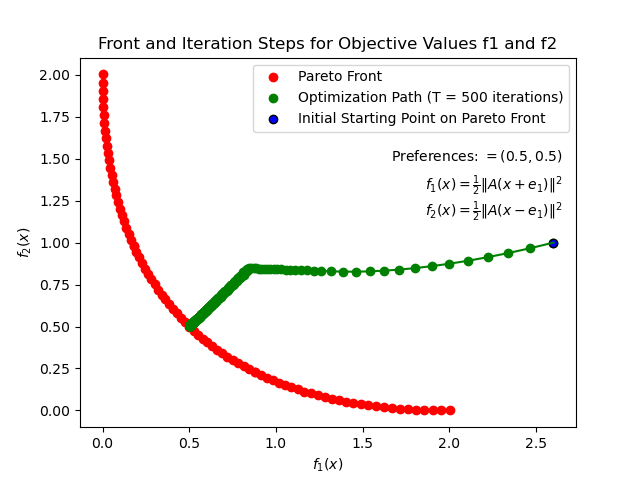 Front and Iteration Steps for Objective Values f1 and f2
Pareto Front
Optimization Path (T = 500 iterations)
Initial Starting Point on Pareto Front
Preferences: = (0.5, 0.5)
f₁(x) = ½‖A(x + e₁)‖²
f₂(x) = ½‖A(x − e₁)‖²
f₂(x)
2.00
1.75
1.50
1.25
1.00
0.75
0.50
0.25
0.00
0.0 0.5 1.0 1.5 2.0 2.5
f₁(x)